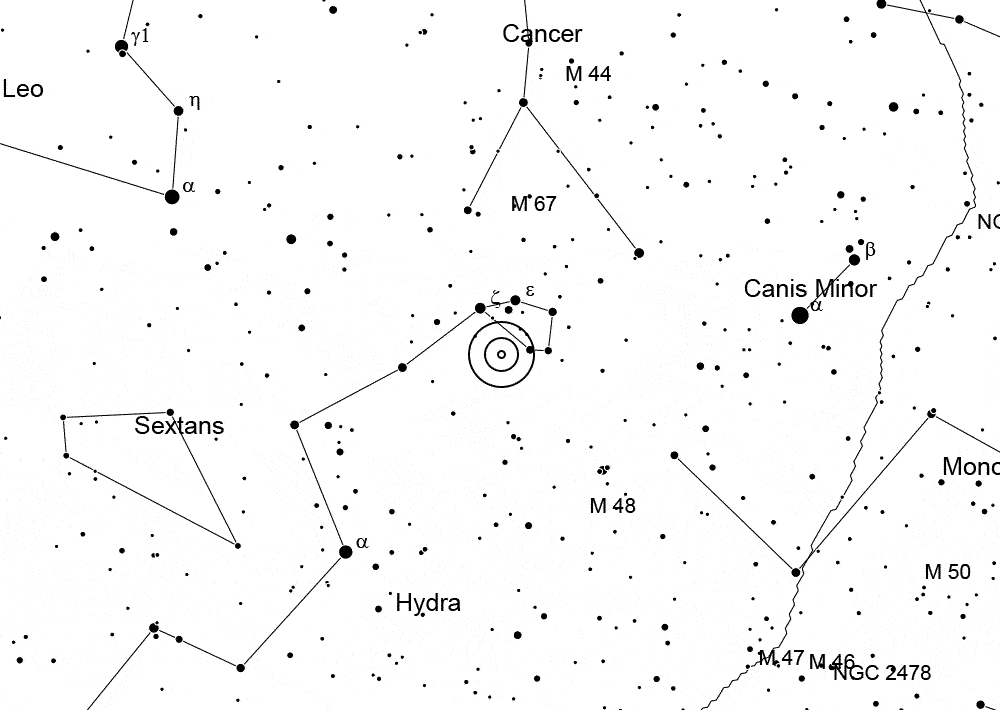 γ1
Cancer
M 44
Leo
η
α
M 67
NG
β
Canis Minor
α
ζ
ε
Sextans
Mono
M 48
α
M 50
Hydra
M 47
M 46
NGC 2478